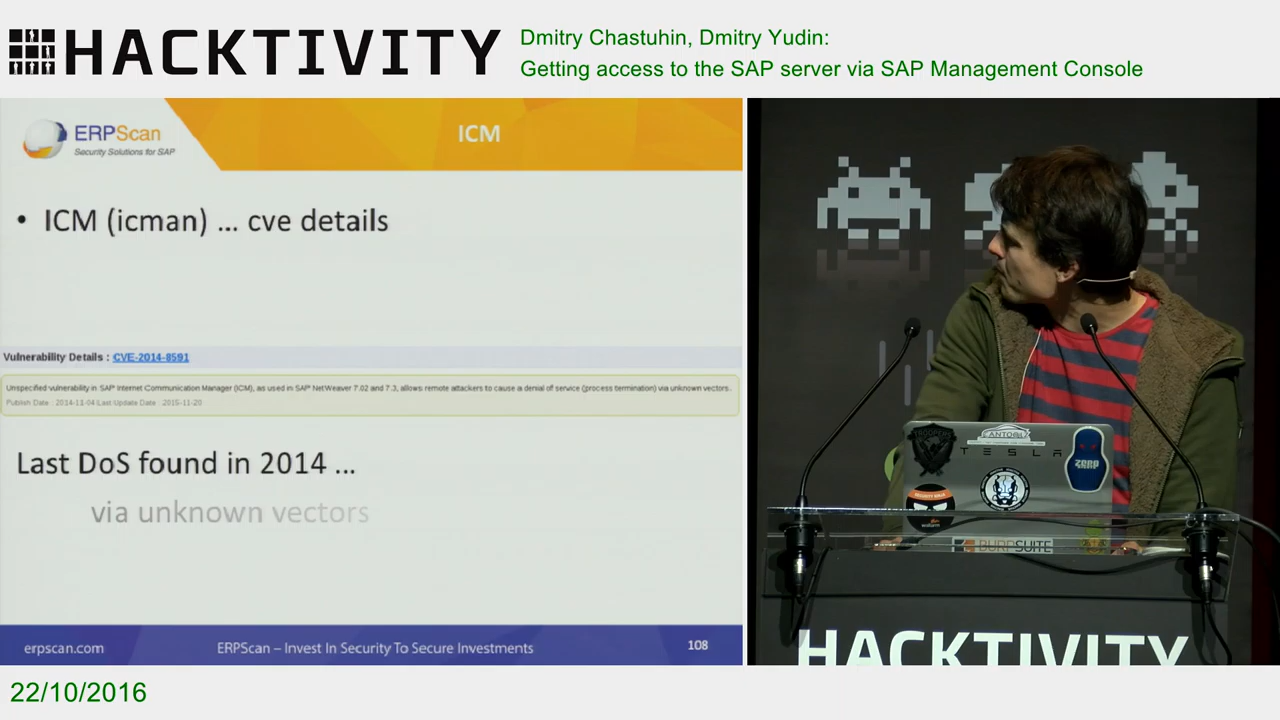 HACKTIVITY
Dmitry Chastuhin, Dmitry Yudin:
Getting access to the SAP server via SAP Management Console
ERPScan
Security Solutions for SAP
ICM
• ICM (icman) ... cve details
Vulnerability Details : CVE-2014-8591
Unspecified vulnerability in SAP Internet Communication Manager (ICM), as used in SAP NetWeaver 7.02 and 7.3, allows remote attackers to cause a denial of service (process termination) via unknown vectors.
Publish Date : 2014-11-04 Last Update Date : 2015-11-20
Last DoS found in 2014 ...
via unknown vectors
erpscan.com
ERPScan – Invest In Security To Secure Investments
108
TROOPERS
TESLA
BURPSUITE
HACKTIVITY
22/10/2016